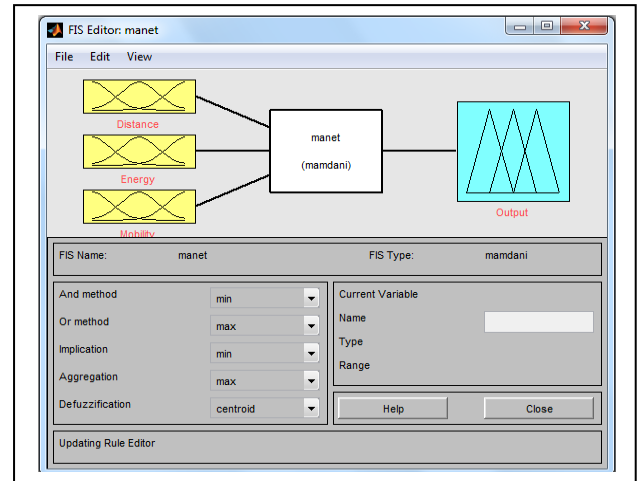 FIS Editor: manet
File Edit View
Distance
Energy
Mobility
manet
(mamdani)
Output
FIS Name: manet FIS Type: mamdani
And method min
Or method max
Implication min
Aggregation max
Defuzzification centroid
Current Variable
Name
Type
Range
Help Close
Updating Rule Editor